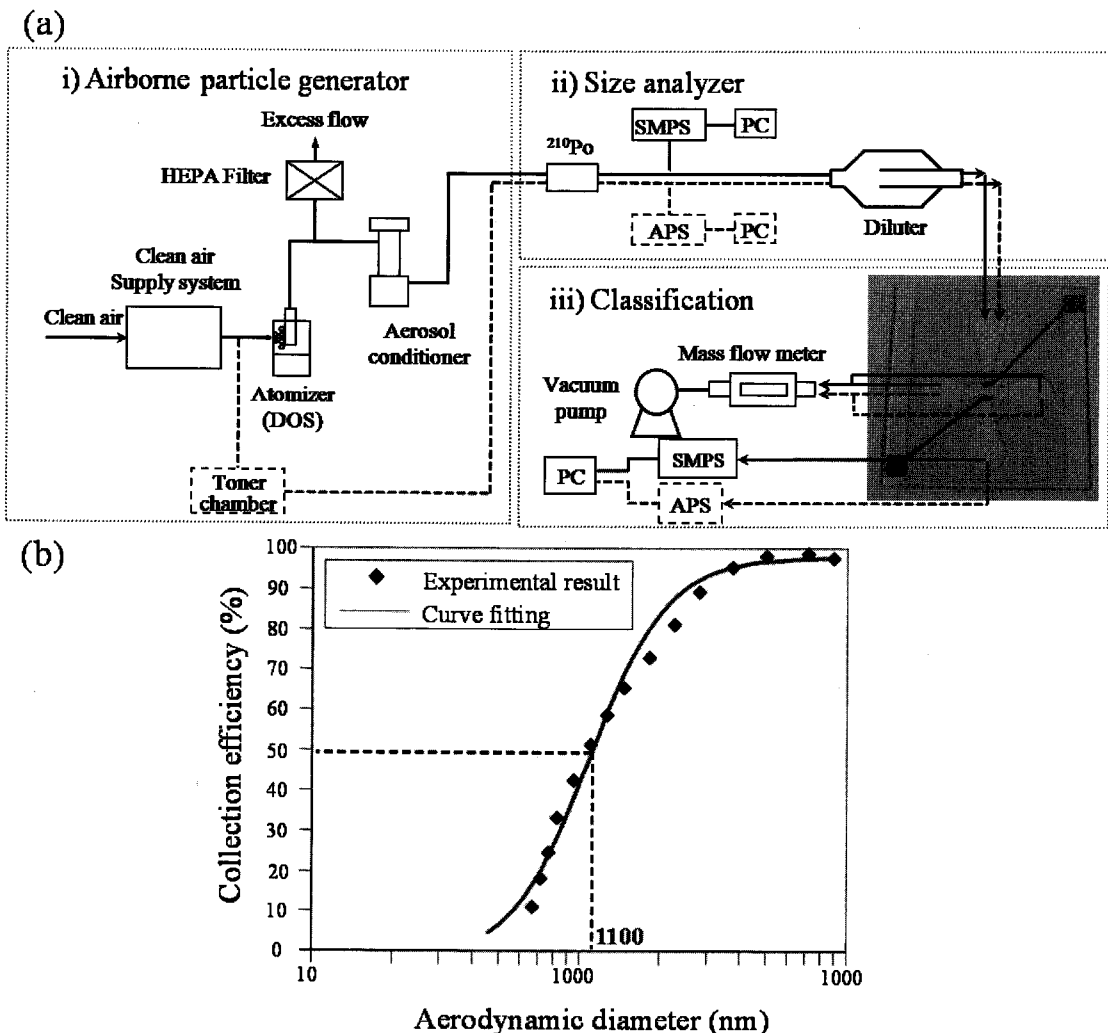 (a)
i) Airborne particle generator
Excess flow
HEPA Filter
Clean air
Supply system
Clean air
Atomizer
(DOS)
Aerosol
conditioner
Toner
chamber
ii) Size analyzer
SMPS
PC
210Po
APS
PC
Diluter
iii) Classification
Mass flow meter
Vacuum
pump
SMPS
PC
APS
(b)
Collection efficiency (%)
100
90
80
70
60
50
40
30
20
10
0
Experimental result
Curve fitting
1100
10
1000
1000
Aerodynamic diameter (nm)